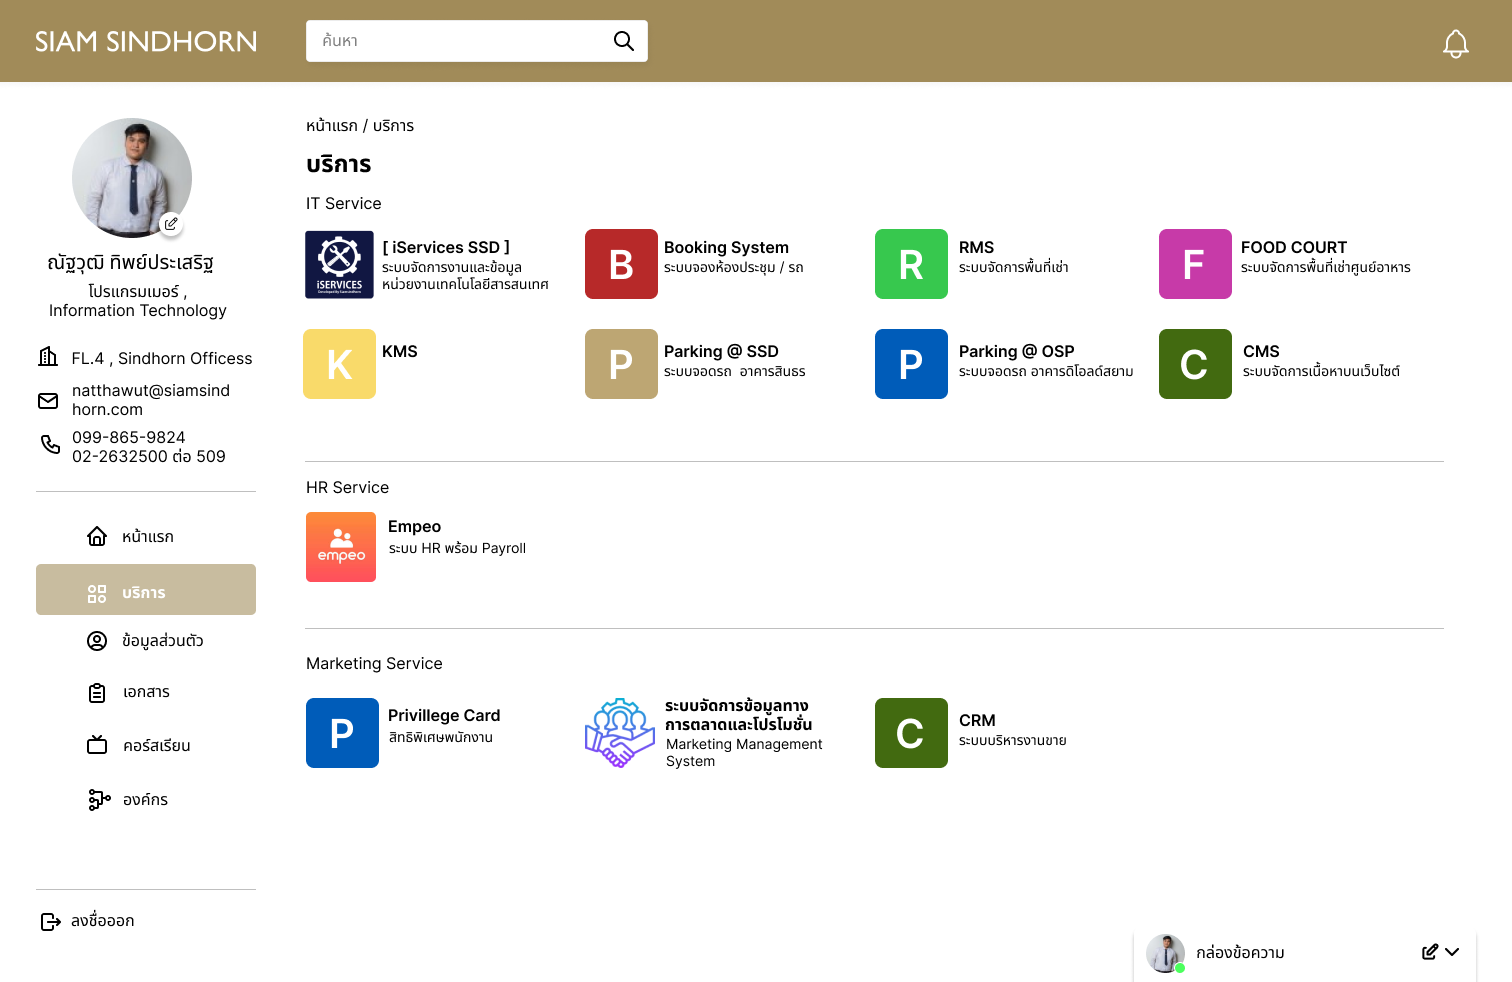 SIAM SINDHORN
ค้นหา
ณัฐวุฒิ ทิพย์ประเสริฐ
โปรแกรมเมอร์ ,
Information Technology
FL.4 , Sindhorn Officess
natthawut@siamsind
horn.com
099-865-9824
02-2632500 ต่อ 509
หน้าแรก
บริการ
ข้อมูลส่วนตัว
เอกสาร
คอร์สเรียน
องค์กร
ลงชื่อออก
หน้าแรก / บริการ
บริการ
IT Service
iSERVICES
Developed By Siamsindhorn
[ iServices SSD ]
ระบบจัดการงานและข้อมูล
หน่วยงานเทคโนโลยีสารสนเทศ
B
Booking System
ระบบจองห้องประชุม / รถ
R
RMS
ระบบจัดการพื้นที่เช่า
F
FOOD COURT
ระบบจัดการพื้นที่เช่าศูนย์อาหาร
K
KMS
P
Parking @ SSD
ระบบจอดรถ  อาคารสินธร
P
Parking @ OSP
ระบบจอดรถ อาคารดิโอลด์สยาม
C
CMS
ระบบจัดการเนื้อหาบนเว็บไซต์
HR Service
empeo
Empeo
ระบบ HR พร้อม Payroll
Marketing Service
P
Privillege Card
สิทธิพิเศษพนักงาน
ระบบจัดการข้อมูลทาง
การตลาดและโปรโมชั่น
Marketing Management
System
C
CRM
ระบบบริหารงานขาย
กล่องข้อความ